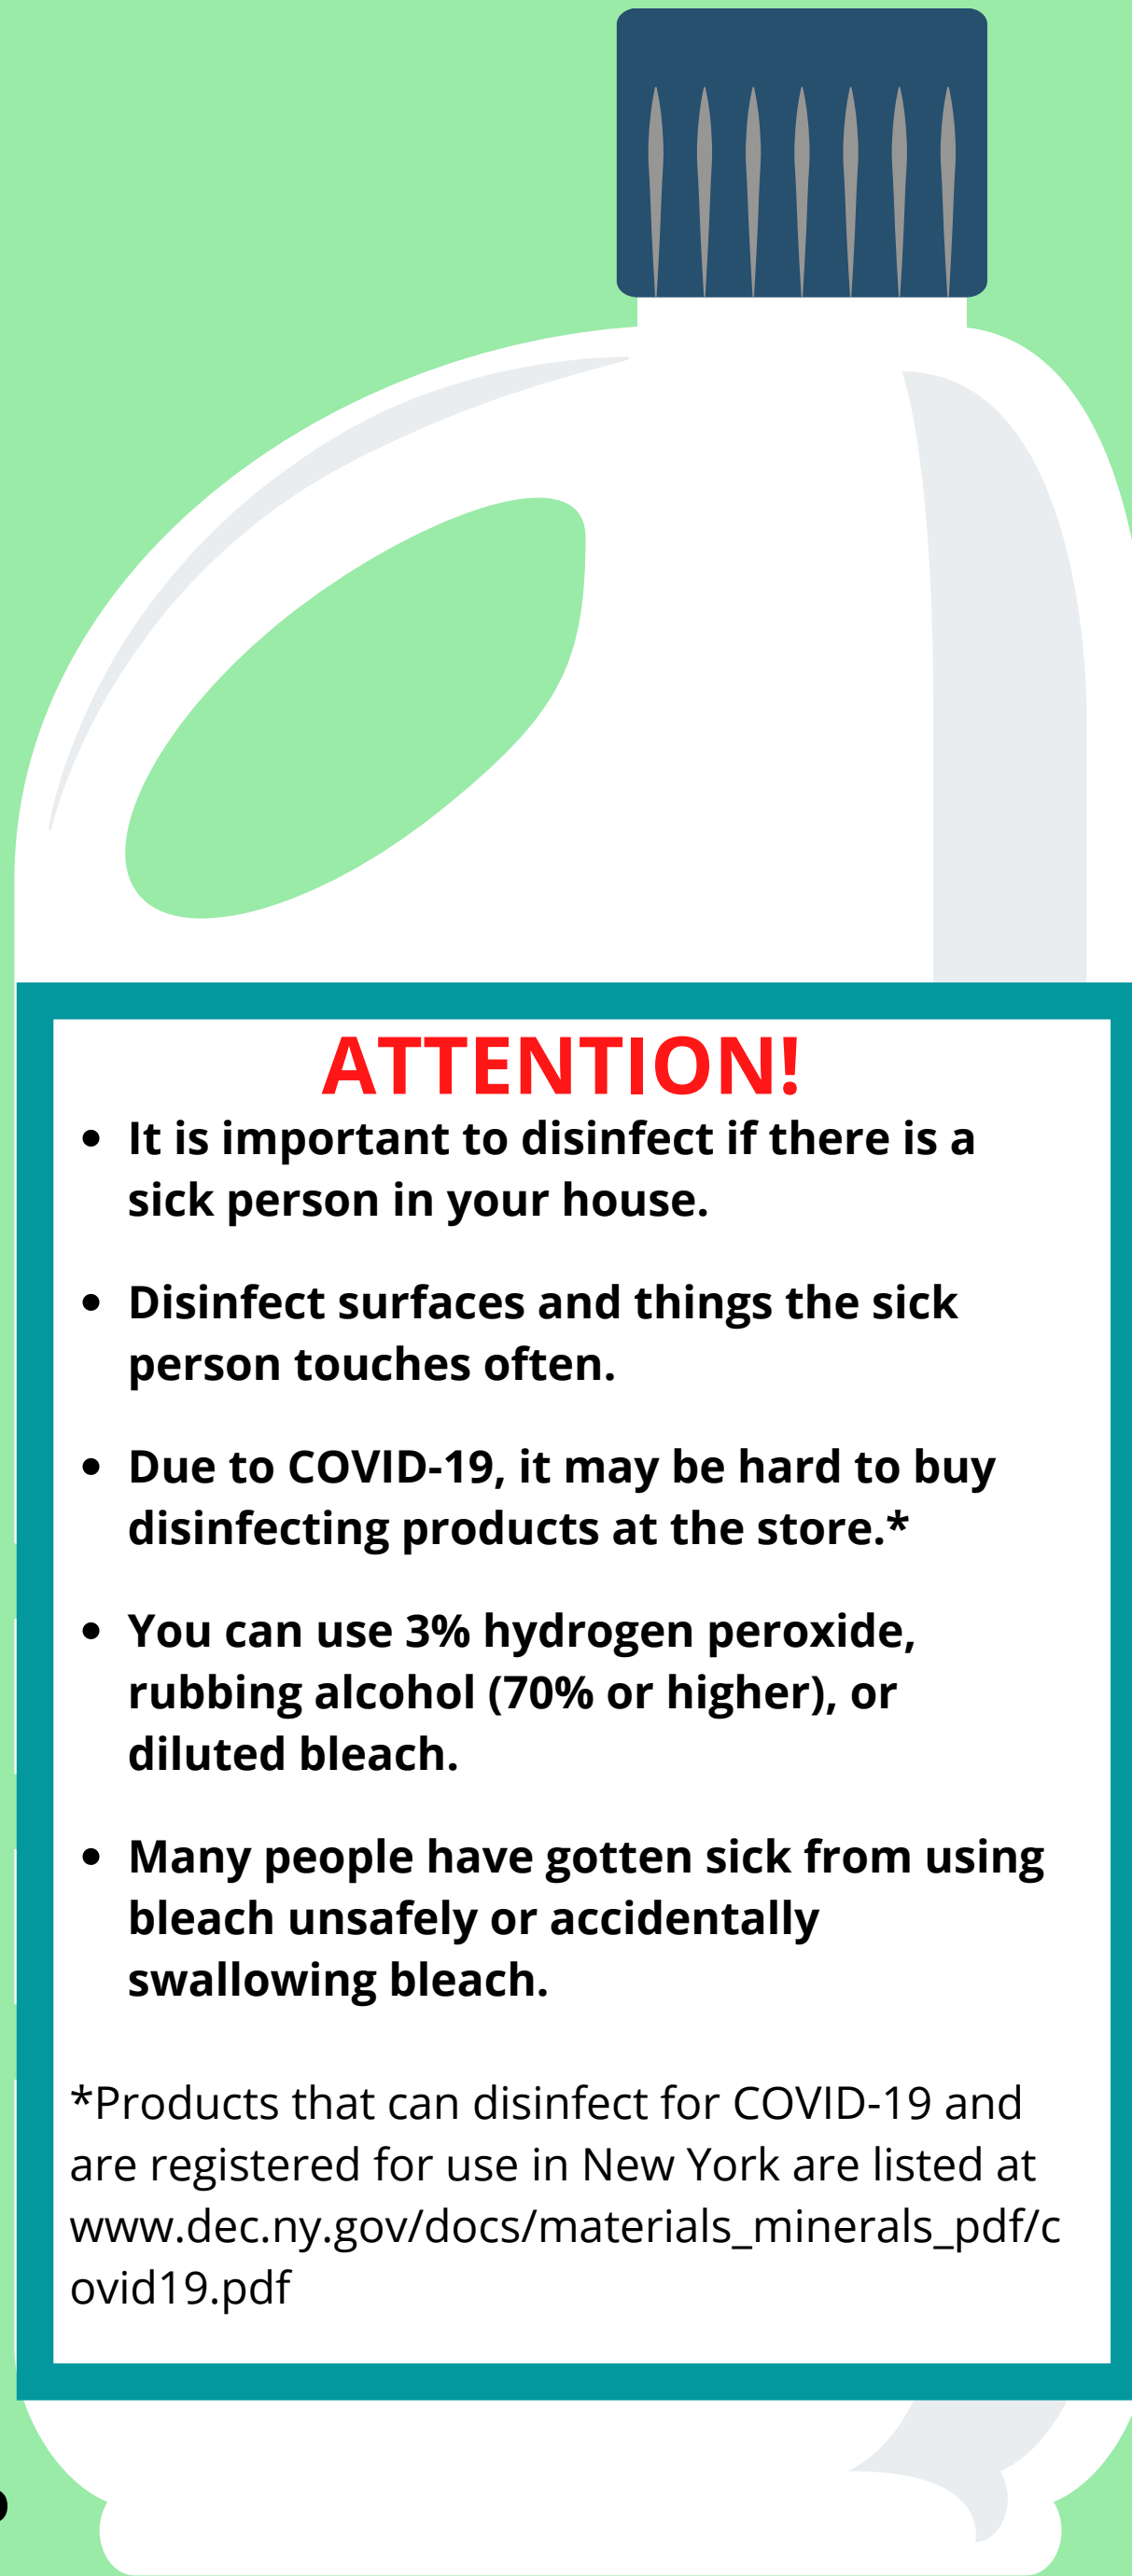 ATTENTION!
• It is important to disinfect if there is a
sick person in your house.
• Disinfect surfaces and things the sick
person touches often.
• Due to COVID-19, it may be hard to buy
disinfecting products at the store.*
• You can use 3% hydrogen peroxide,
rubbing alcohol (70% or higher), or
diluted bleach.
• Many people have gotten sick from using
bleach unsafely or accidentally
swallowing bleach.
*Products that can disinfect for COVID-19 and
are registered for use in New York are listed at
www.dec.ny.gov/docs/materials_minerals_pdf/c
ovid19.pdf